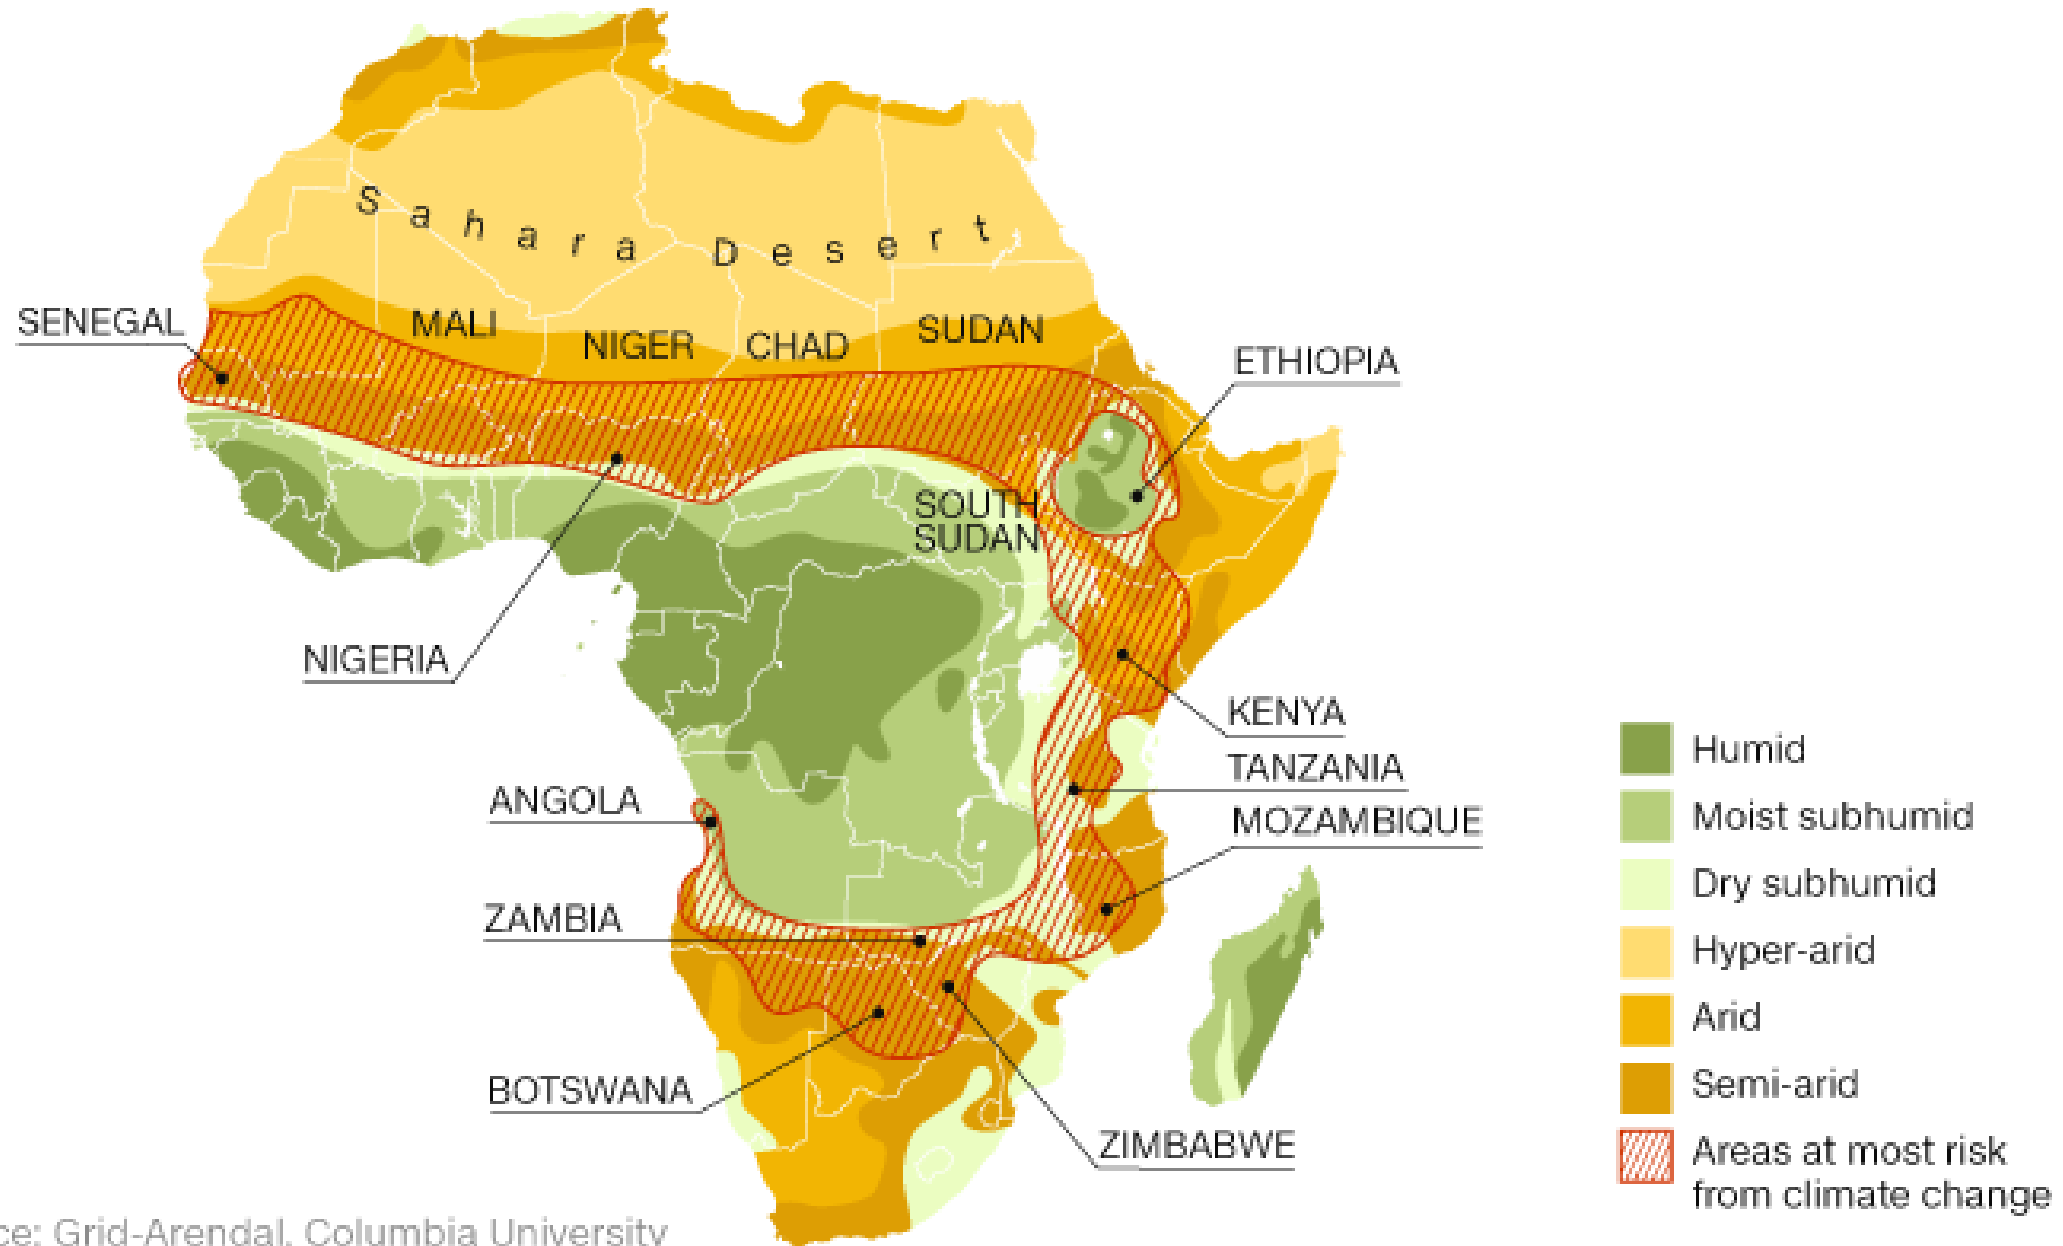 Sahara Desert
SENEGAL
MALI
NIGER
CHAD
SUDAN
ETHIOPIA
SOUTH
SUDAN
NIGERIA
KENYA
TANZANIA
MOZAMBIQUE
ANGOLA
ZAMBIA
BOTSWANA
ZIMBABWE
Humid
Moist subhumid
Dry subhumid
Hyper-arid
Arid
Semi-arid
Areas at most risk
from climate change
ce: Grid-Arendal, Columbia University